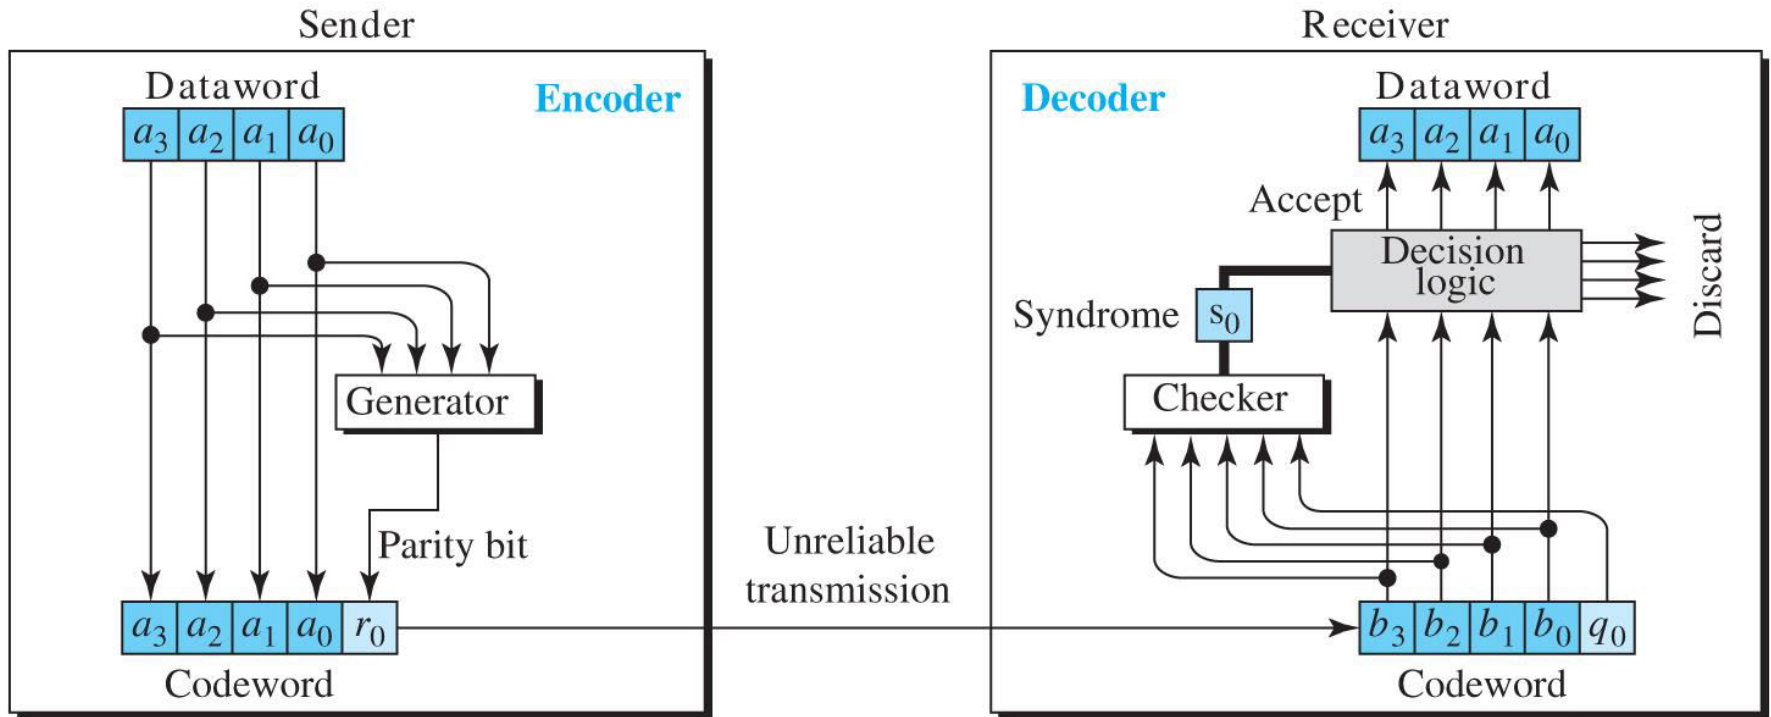 Sender
Dataword
Encoder
a3 a2 a1 a0
Generator
Parity bit
a3 a2 a1 a0 r0
Codeword
Unreliable
transmission
Receiver
Decoder
Dataword
a3 a2 a1 a0
Accept
Decision
logic
Discard
Syndrome
s0
Checker
b3 b2 b1 b0 q0
Codeword